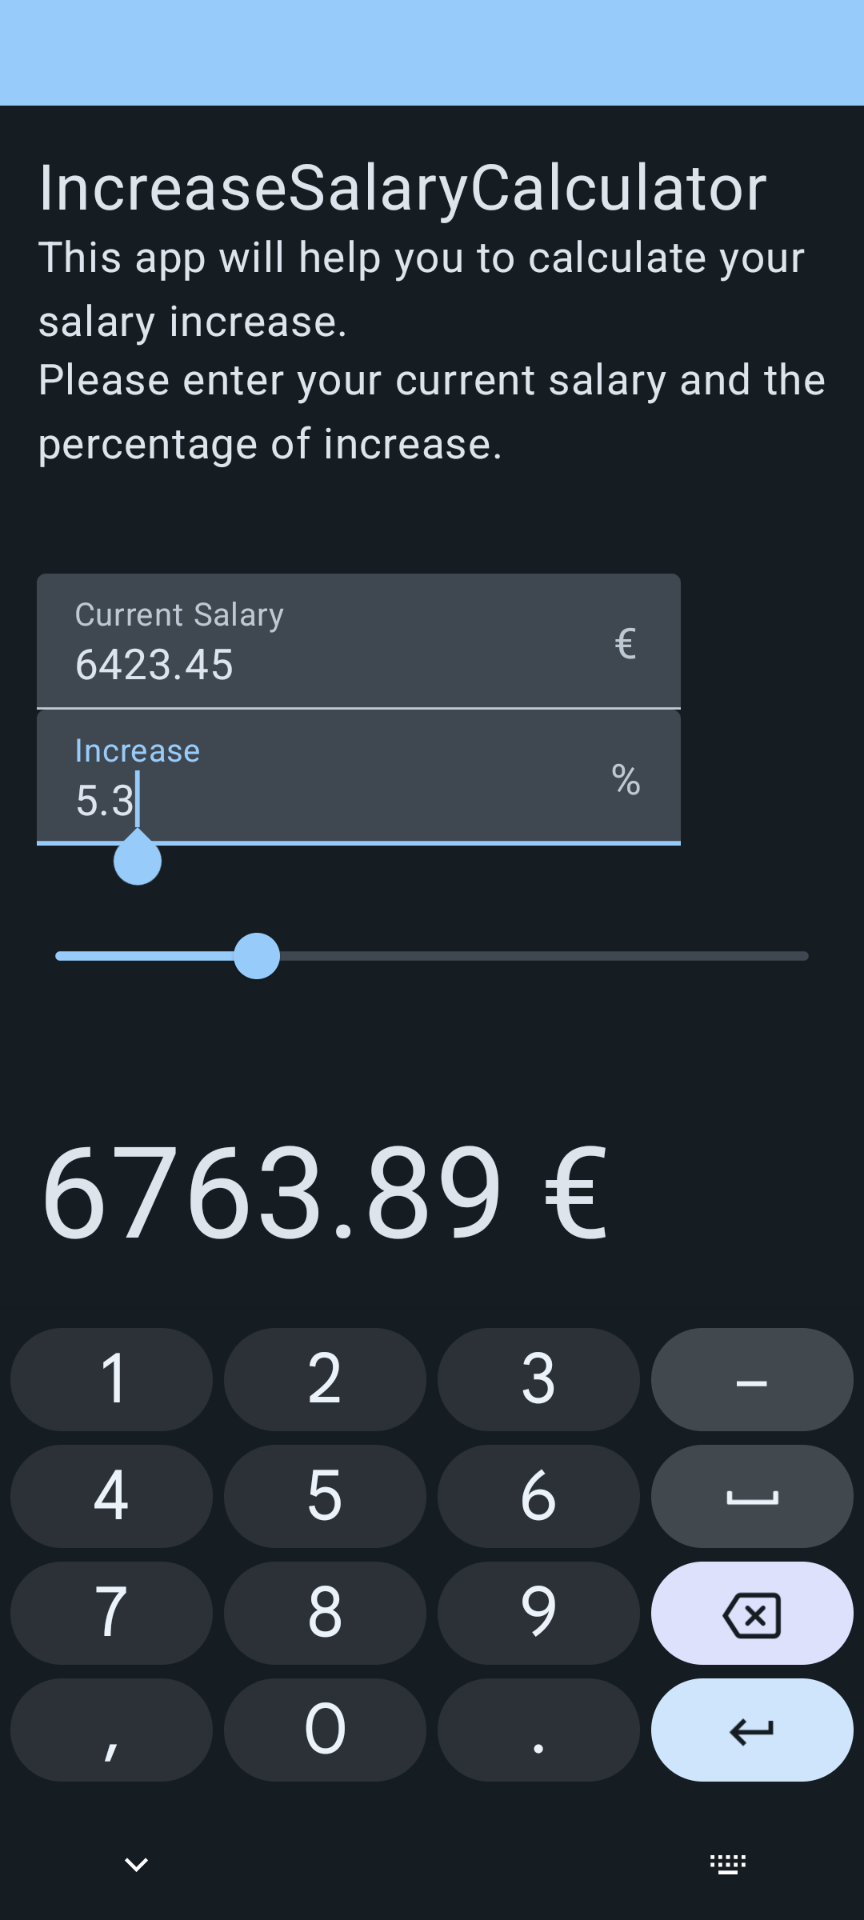 IncreaseSalaryCalculator
This app will help you to calculate your
salary increase.
Please enter your current salary and the
percentage of increase.
Current Salary
6423.45 €
Increase
5.3 %
6763.89 €
1 2 3 –
4 5 6
7 8 9
, 0 .